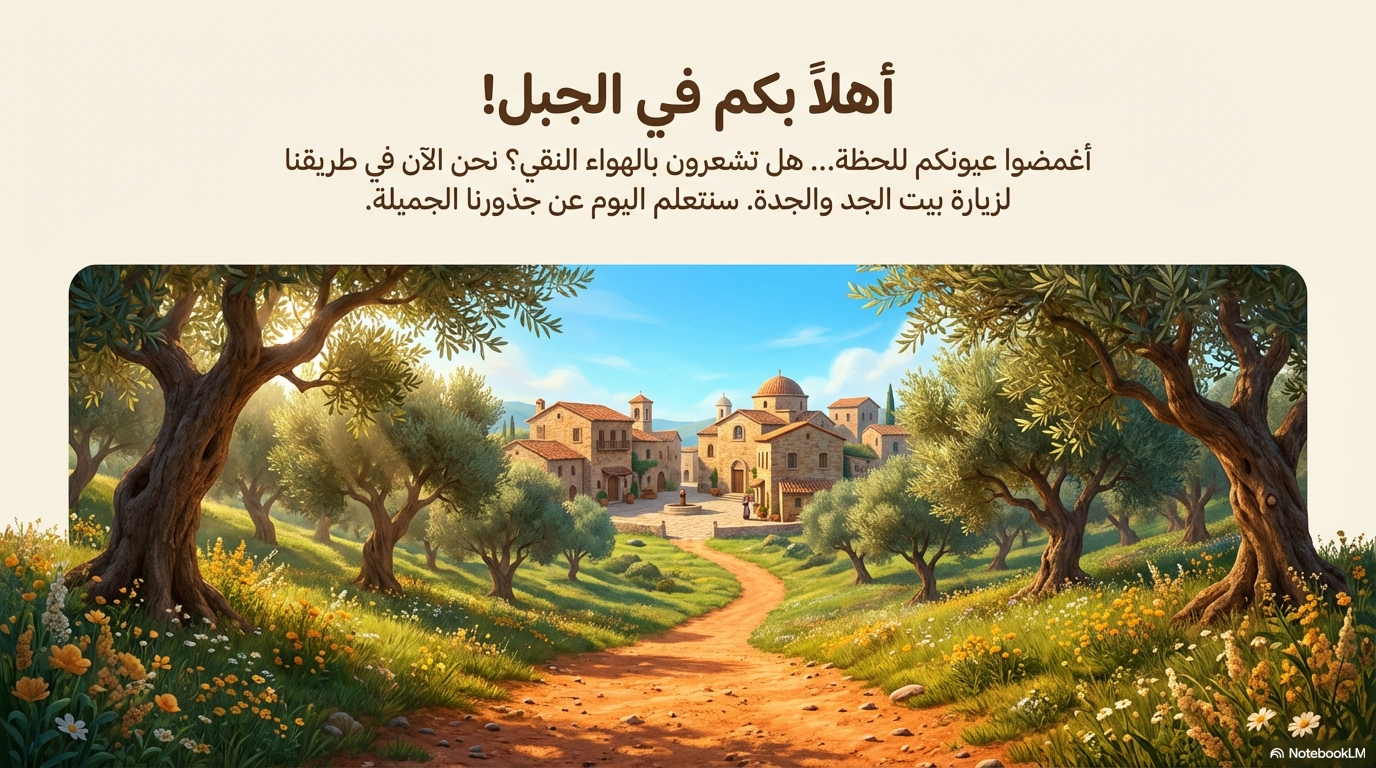 أهلاً بكم في الجبل!
أغمضوا عيونكم للحظة... هل تشعرون بالهواء النقي؟ نحن الآن في طريقنا
لزيارة بيت الجد والجدة. سنتعلم اليوم عن جذورنا الجميلة.
NotebookLM